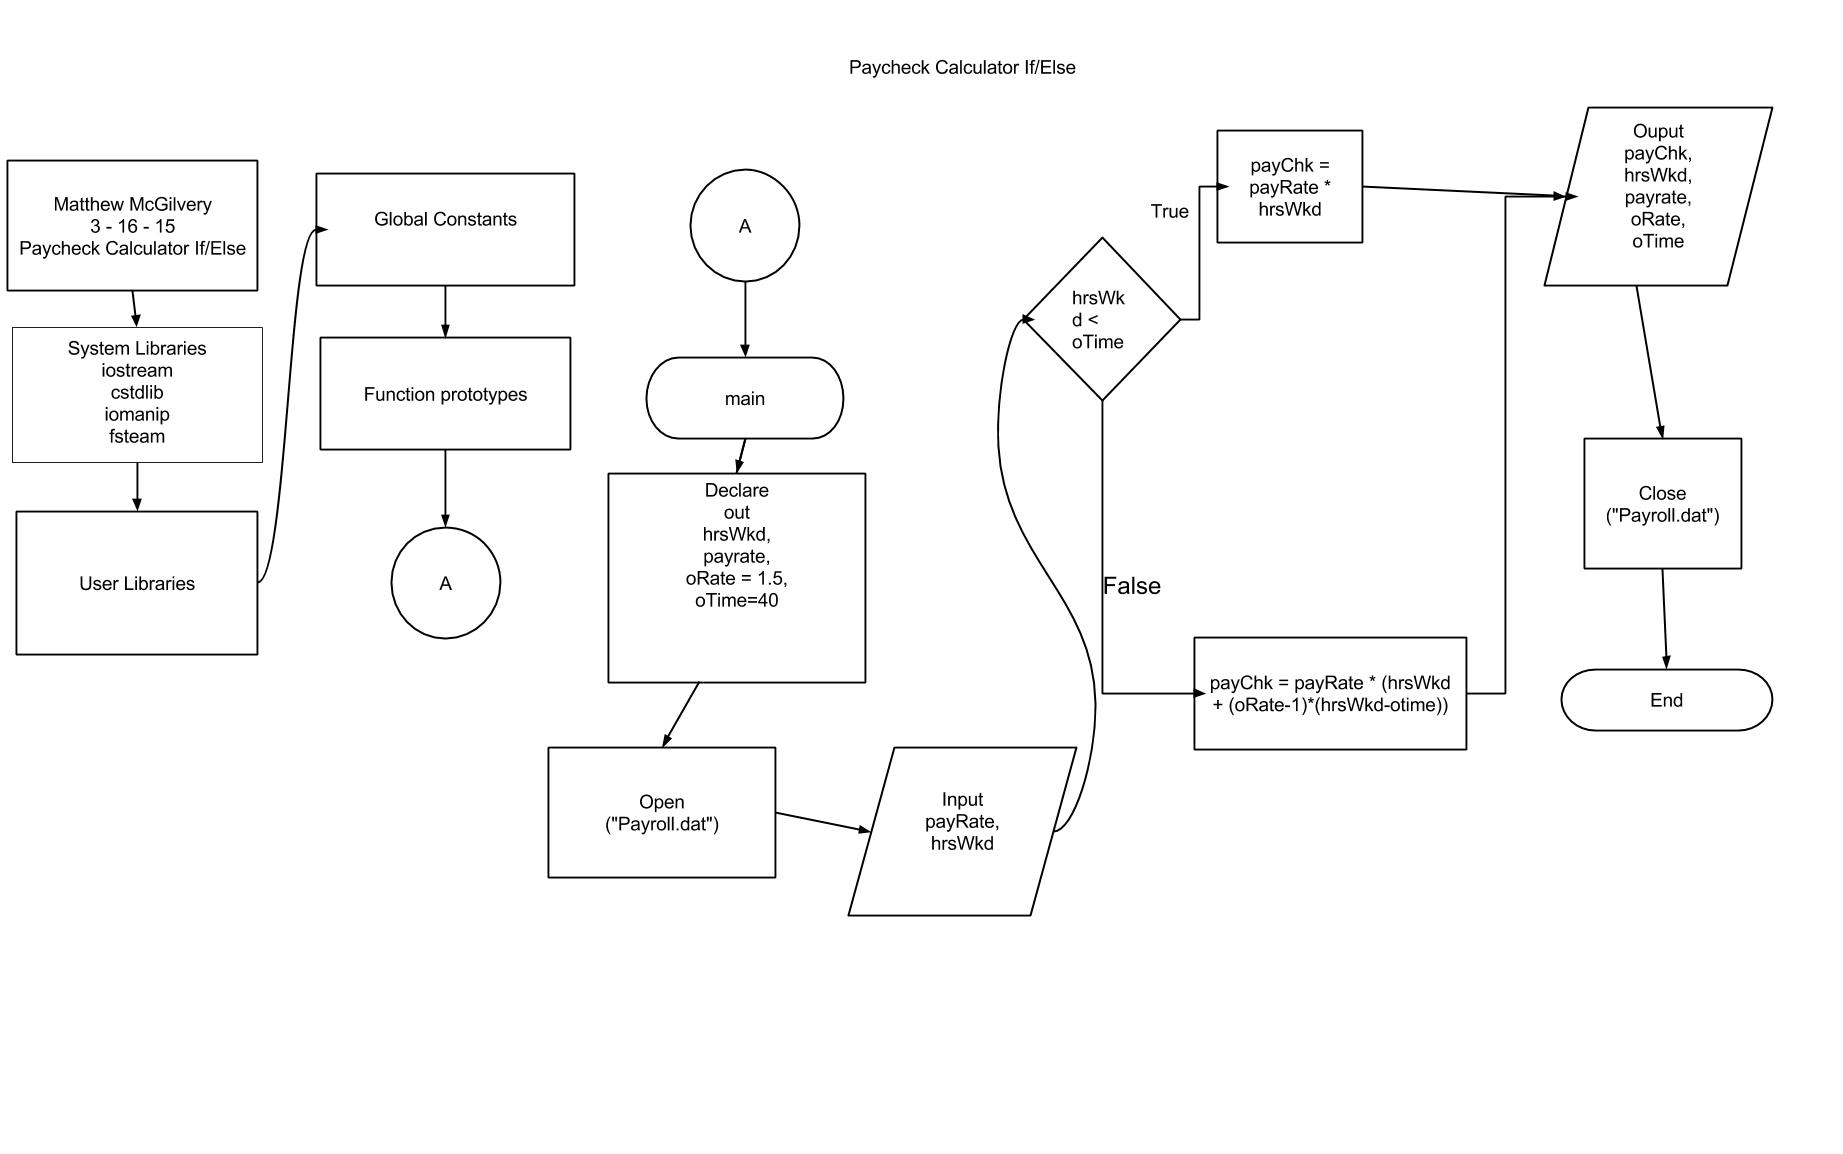 Paycheck Calculator If/Else
Matthew McGilvery
3 - 16 - 15
Paycheck Calculator If/Else
System Libraries
iostream
cstdlib
iomanip
fsteam
User Libraries
Global Constants
Function prototypes
A
A
main
Declare
out
hrsWkd,
payrate,
oRate = 1.5,
oTime=40
Open
("Payroll.dat")
Input
payRate,
hrsWkd
hrsWk
d <
oTime
True
payChk =
payRate *
hrsWkd
False
payChk = payRate * (hrsWkd
+ (oRate-1)*(hrsWkd-otime))
Ouput
payChk,
hrsWkd,
payrate,
oRate,
oTime
Close
("Payroll.dat")
End